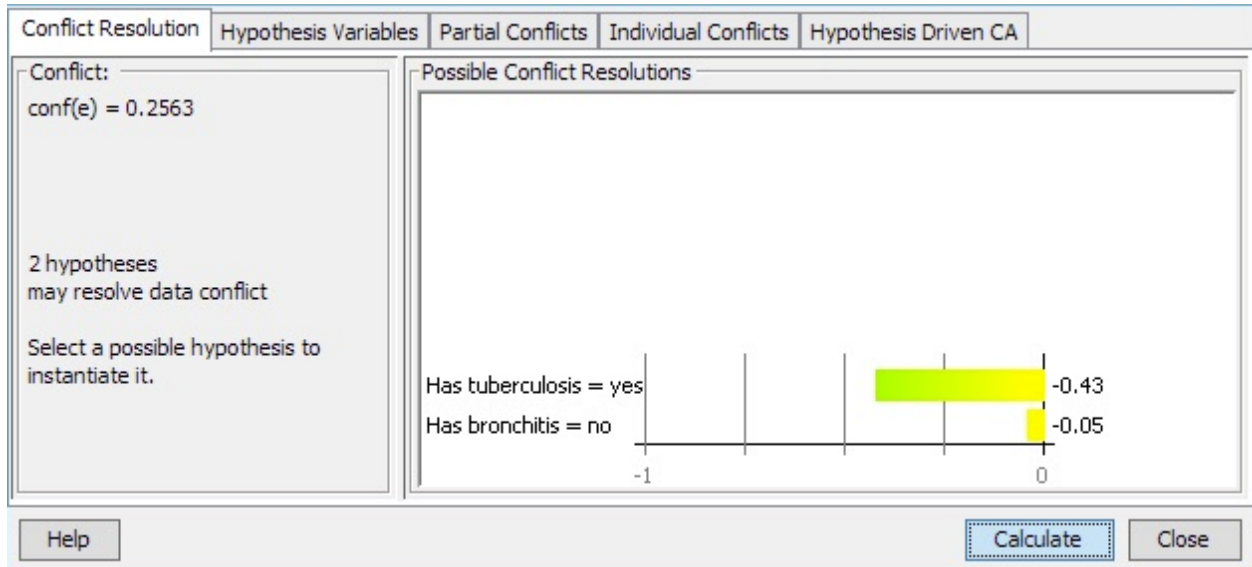 Conflict Resolution
Hypothesis Variables
Partial Conflicts
Individual Conflicts
Hypothesis Driven CA
Conflict:
conf(e) = 0.2563
2 hypotheses
may resolve data conflict
Select a possible hypothesis to
instantiate it.
Possible Conflict Resolutions
Has tuberculosis = yes
-0.43
Has bronchitis = no
-0.05
-1
0
Help
Calculate
Close